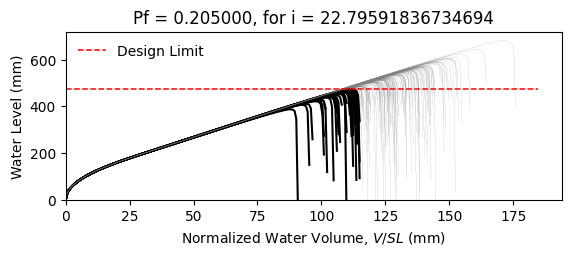 Pf = 0.205000, for i = 22.79591836734694
Design Limit
Water Level (mm)
600
400
200
0
0 25 50 75 100 125 150 175
Normalized Water Volume, V/SL (mm)